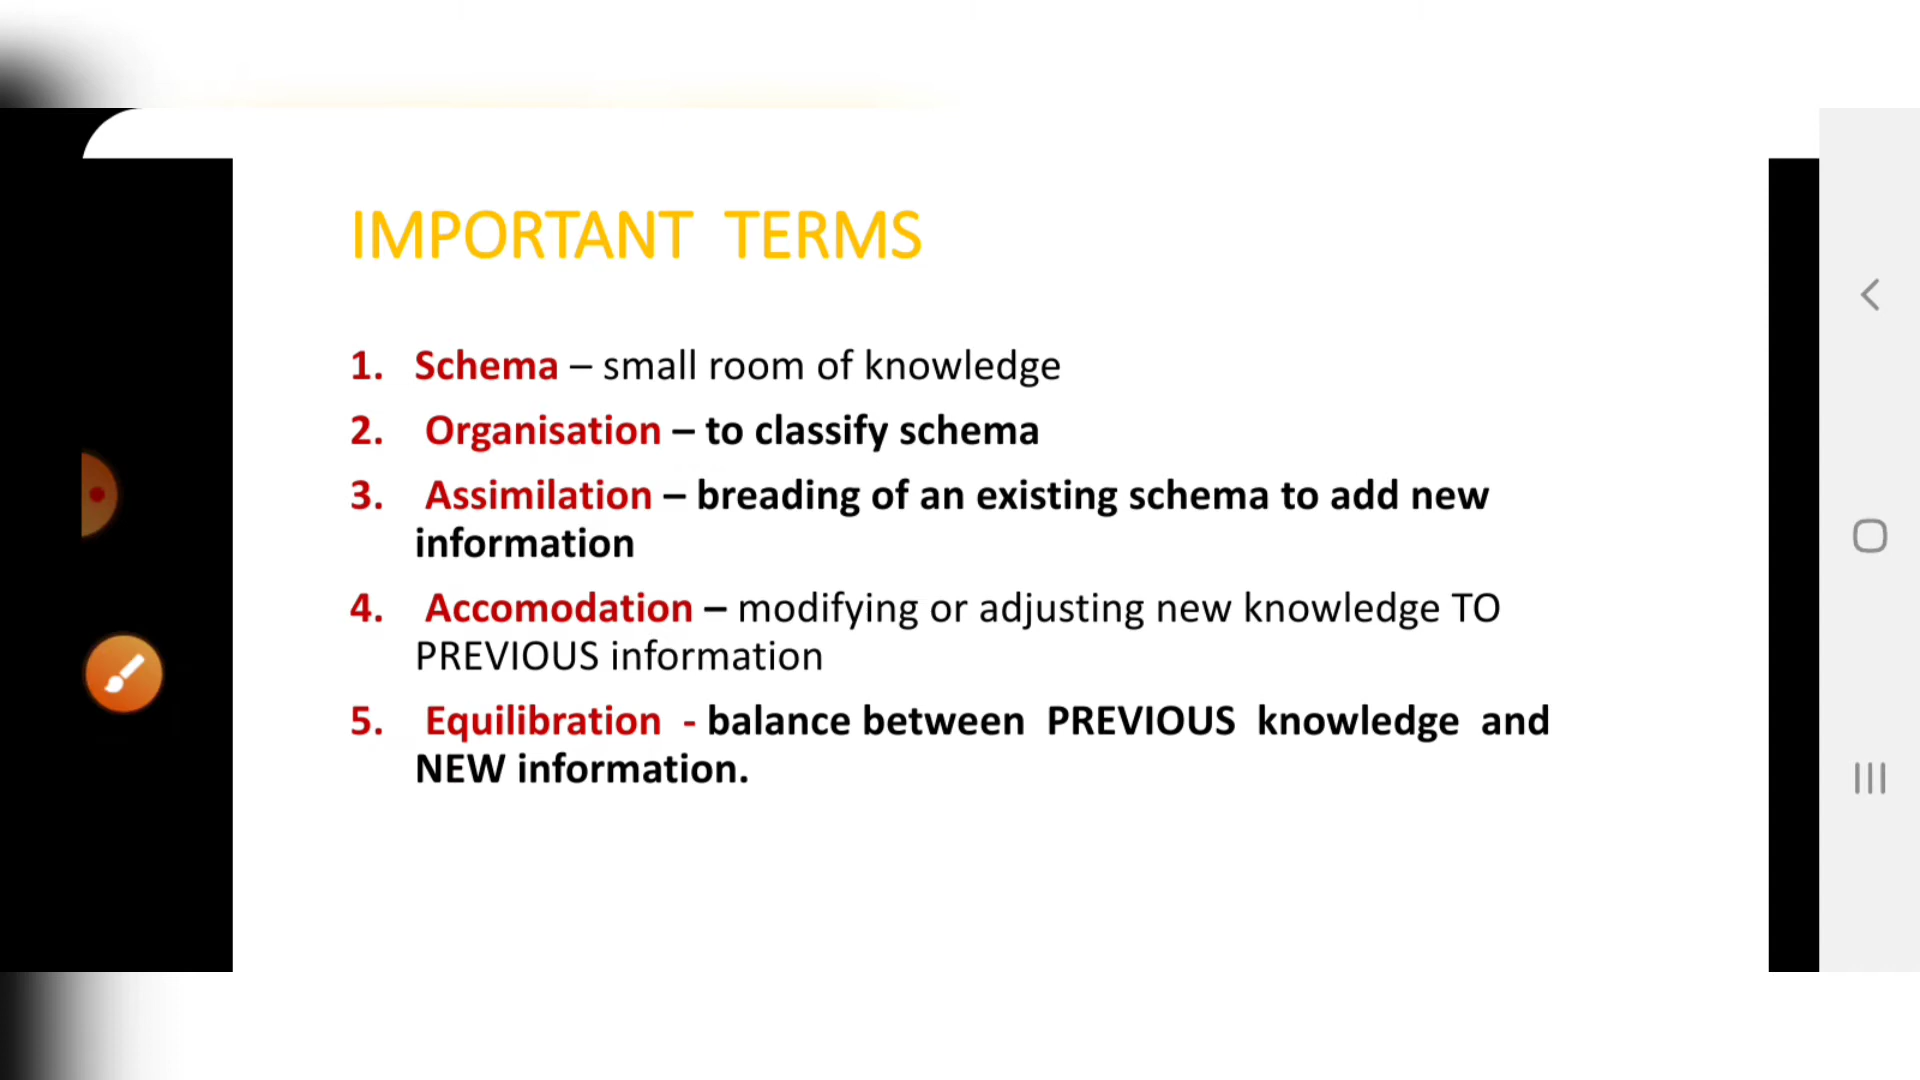 IMPORTANT TERMS
1. Schema – small room of knowledge
2. Organisation – to classify schema
3. Assimilation – breading of an existing schema to add new
information
4. Accomodation – modifying or adjusting new knowledge TO
PREVIOUS information
5. Equilibration - balance between PREVIOUS knowledge and
NEW information.